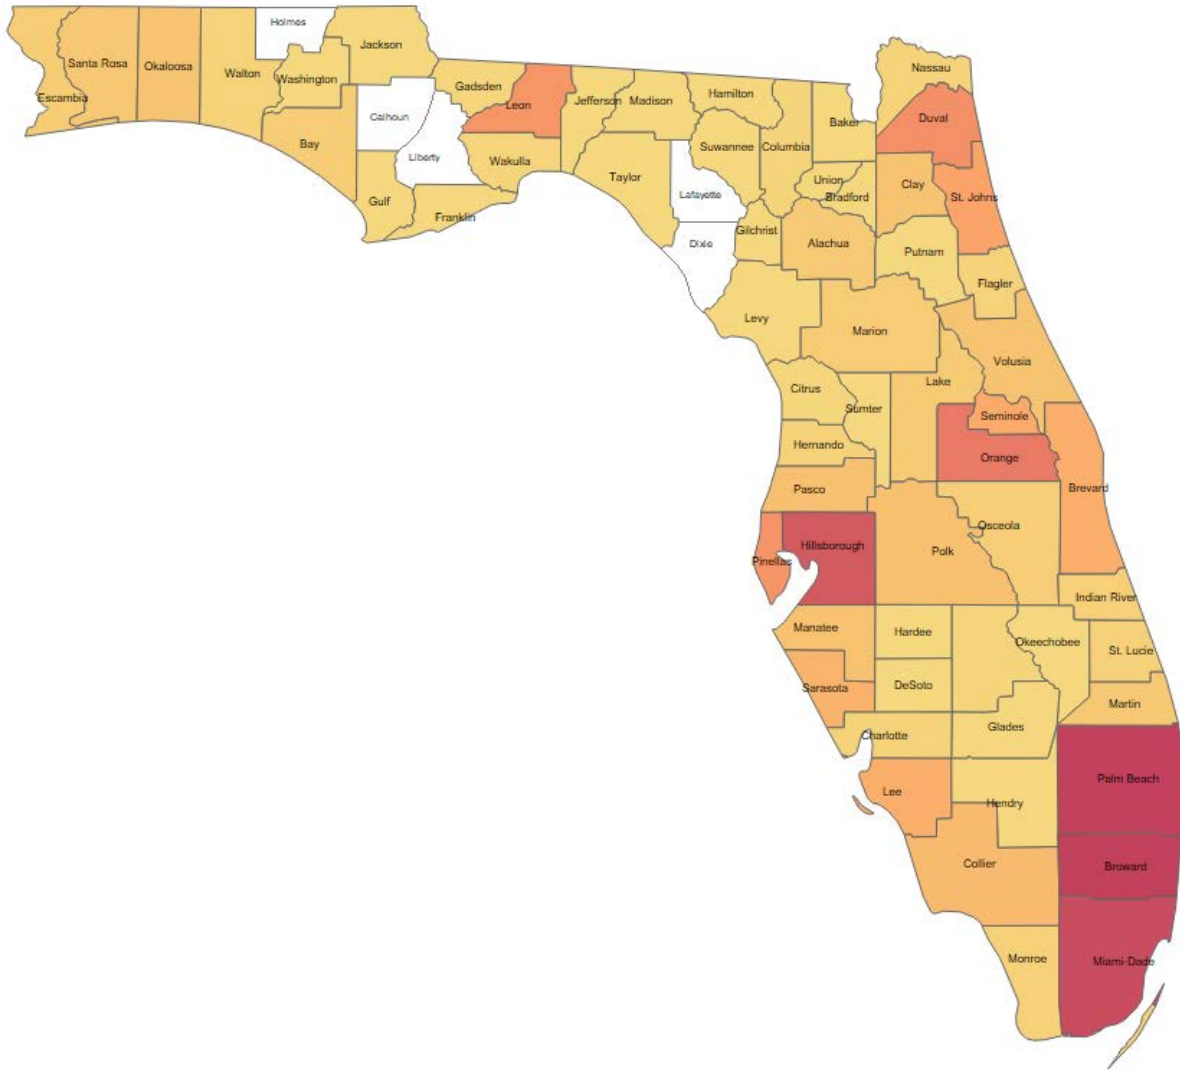 Holmes
Jackson
Santa Rosa
Okaloosa
Walton
Washington
Escambia
Gadsden
Leon
Jefferson
Madison
Hamilton
Nassau
Calhoun
Duval
Baker
Bay
Liberty
Wakulla
Suwannee
Columbia
Taylor
Lafayette
Union
Bradford
Clay
St. Johns
Gulf
Franklin
Dixie
Gilchrist
Alachua
Putnam
Flagler
Levy
Marion
Volusia
Citrus
Lake
Sumter
Seminole
Hernando
Orange
Pasco
Brevard
Osceola
Pinellas
Hillsborough
Polk
Indian River
Manatee
Hardee
Okeechobee
St. Lucie
Sarasota
DeSoto
Martin
Charlotte
Glades
Palm Beach
Lee
Hendry
Collier
Broward
Monroe
Miami-Dade